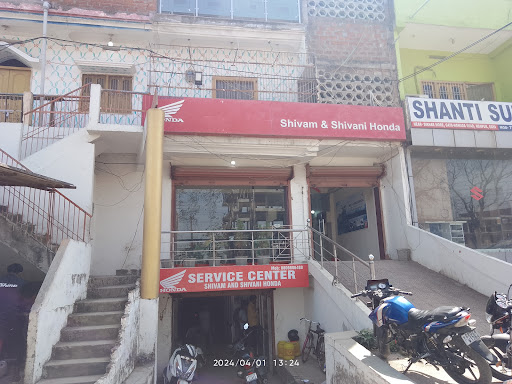 HONDA
Shivam & Shivani Honda
SHANTI SU
HONDA
SERVICE CENTER
SHIVAM AND SHIVANI HONDA
2024/04/01 13:24